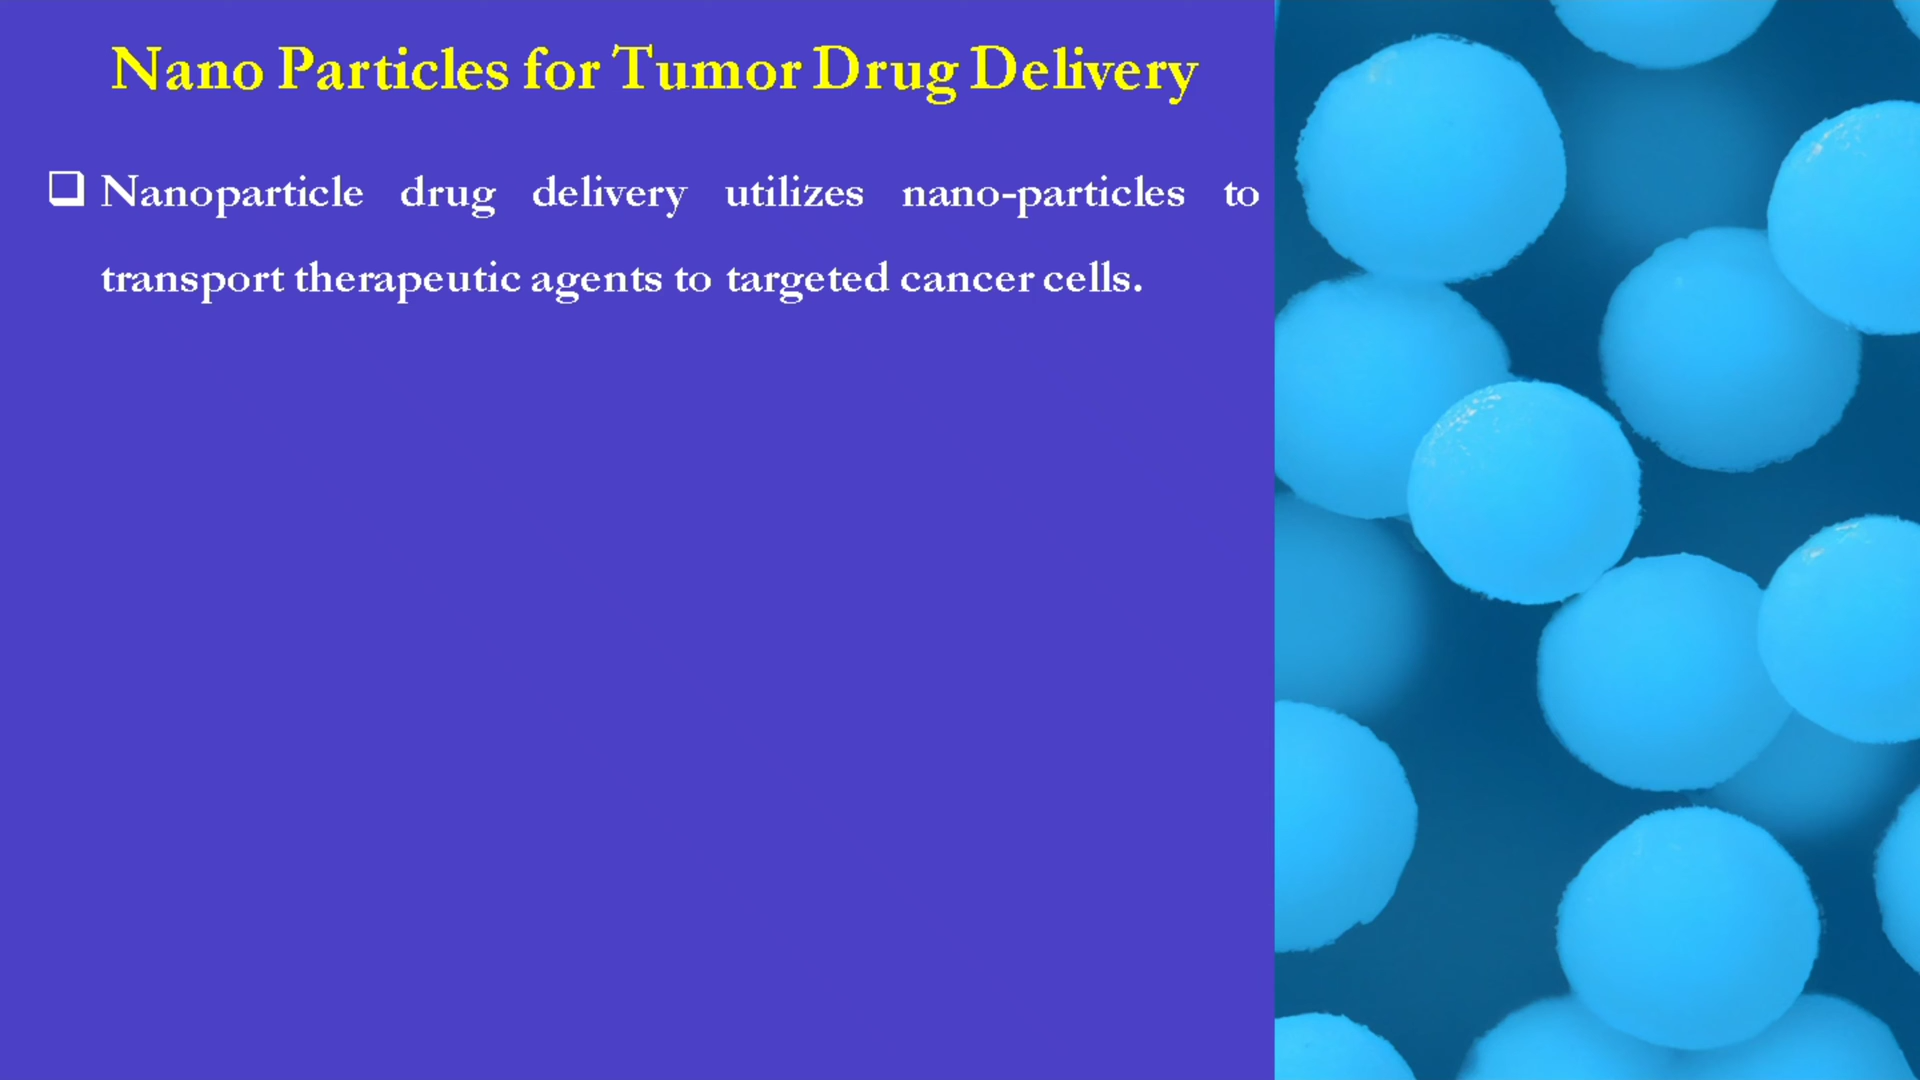 Nano Particles for Tumor Drug Delivery
❑ Nanoparticle drug delivery utilizes nano-particles to
transport therapeutic agents to targeted cancer cells.